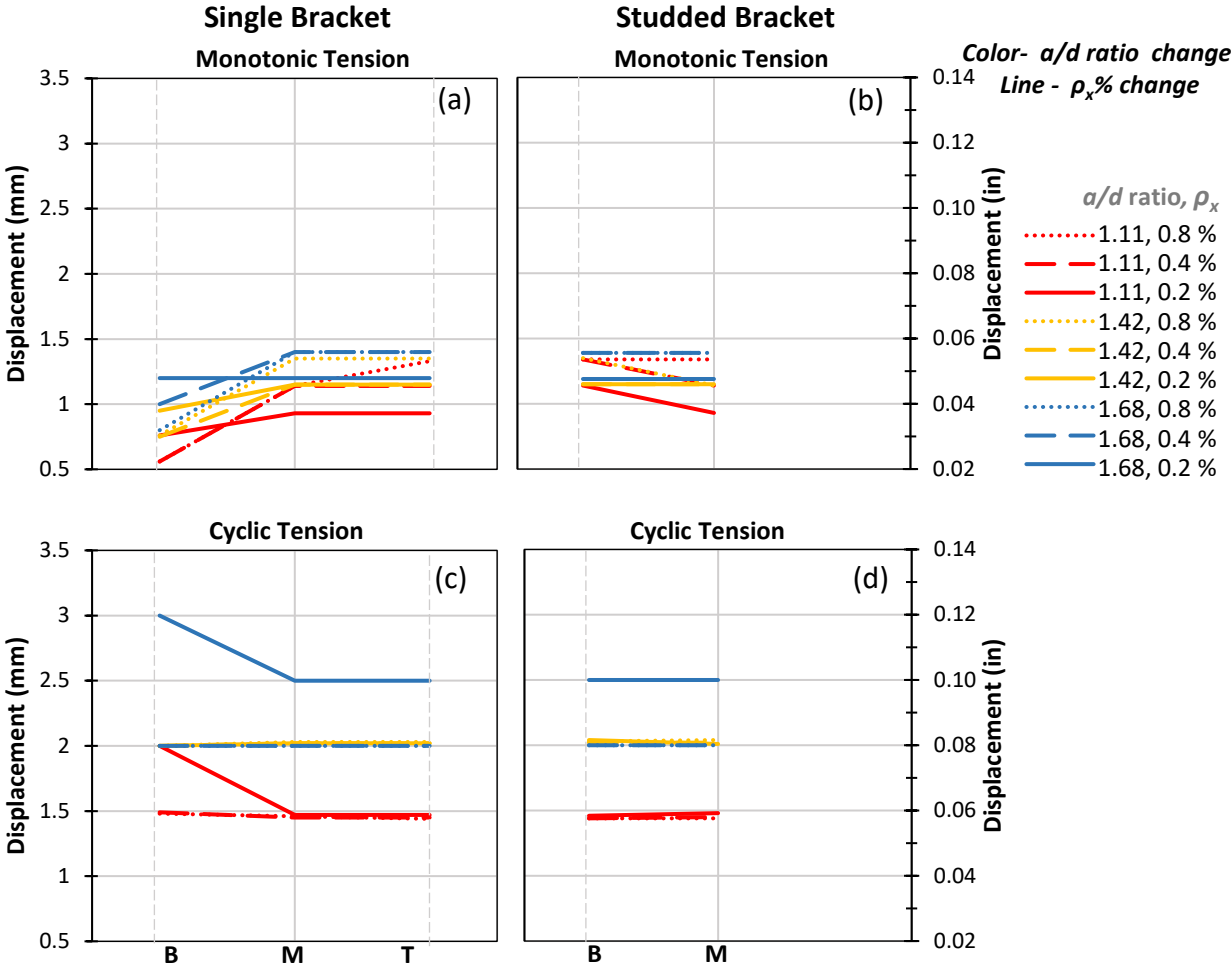 Single Bracket
Studded Bracket
Monotonic Tension
Monotonic Tension
Color- a/d ratio change
Line - ρx% change
(a)
(b)
3.5
3
2.5
2
1.5
1
0.5
Displacement (mm)
0.14
0.12
0.10
0.08
0.06
0.04
0.02
Displacement (in)
a/d ratio, ρx
1.11, 0.8 %
1.11, 0.4 %
1.11, 0.2 %
1.42, 0.8 %
1.42, 0.4 %
1.42, 0.2 %
1.68, 0.8 %
1.68, 0.4 %
1.68, 0.2 %
Cyclic Tension
Cyclic Tension
(c)
(d)
3.5
3
2.5
2
1.5
1
0.5
Displacement (mm)
0.14
0.12
0.10
0.08
0.06
0.04
0.02
Displacement (in)
B M T
B M